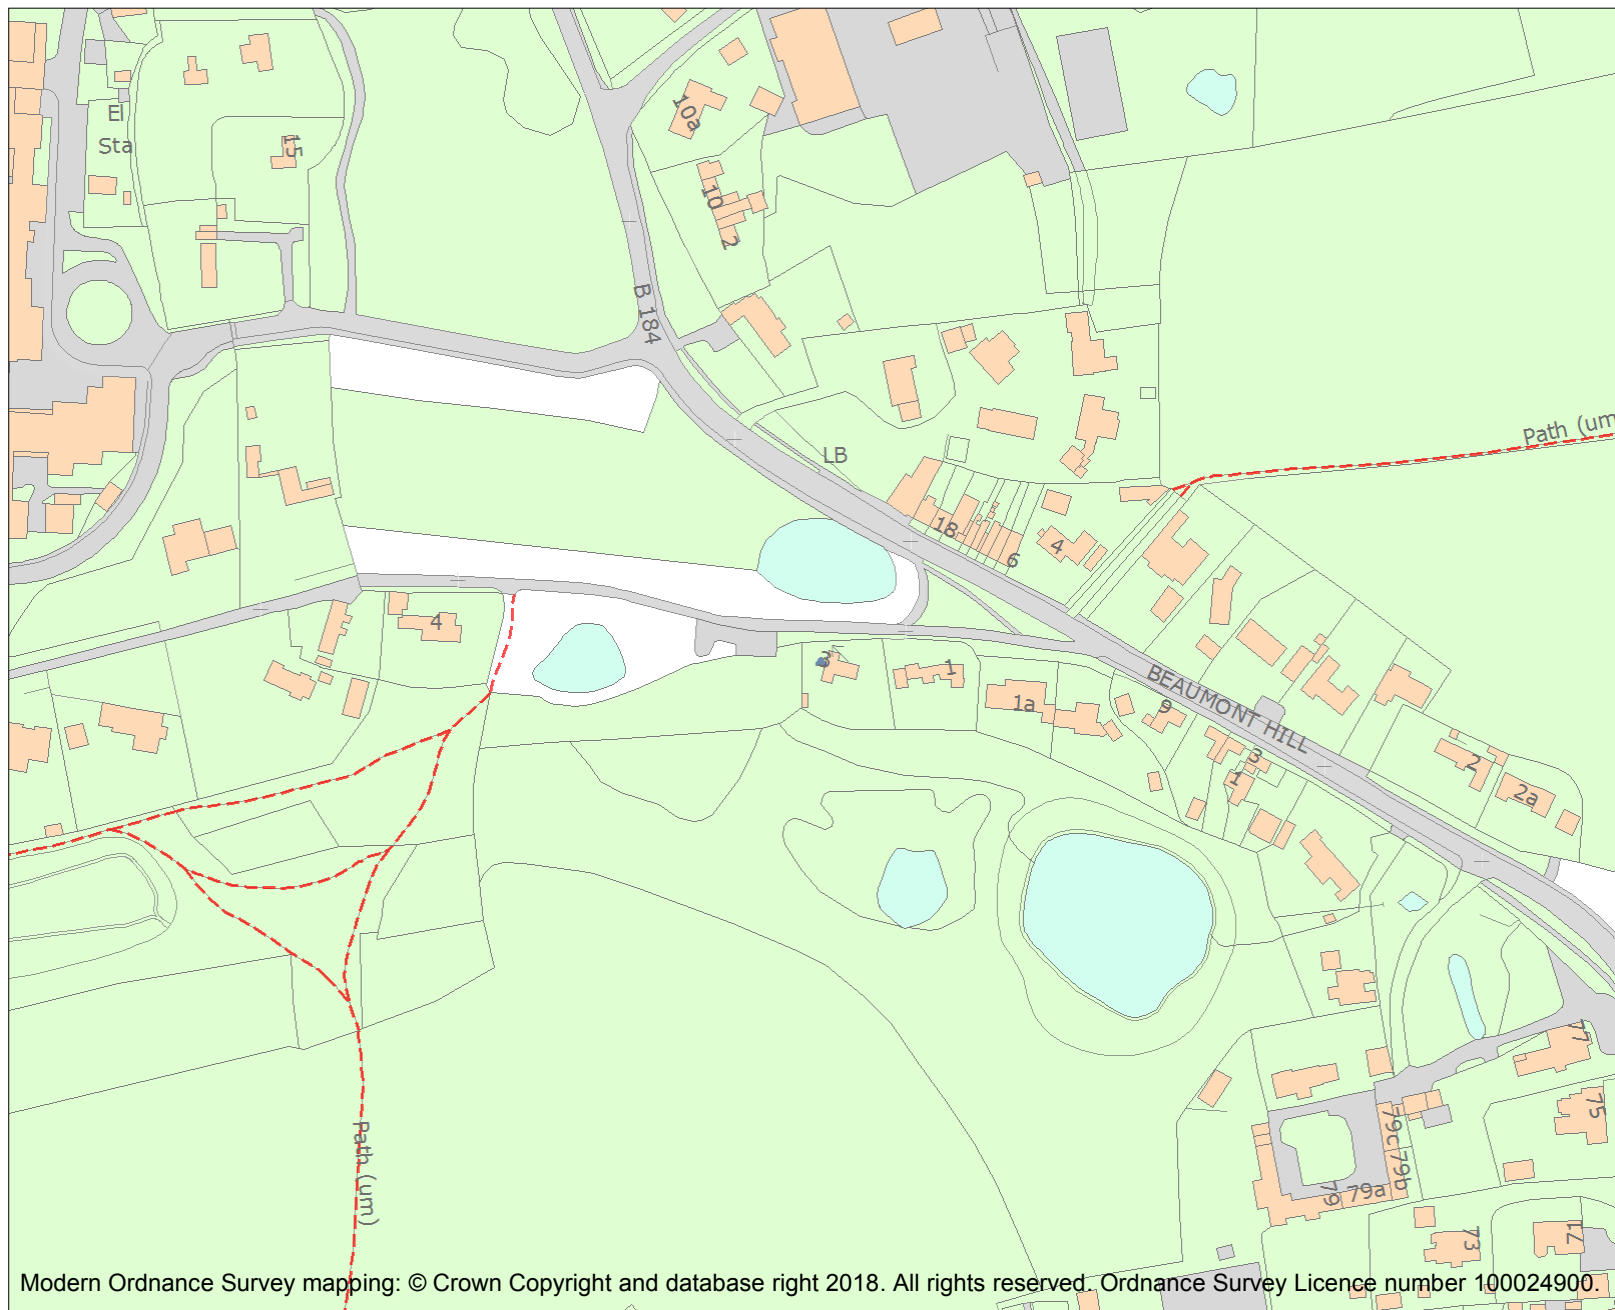 El
Sta
15
10a
10
2
B 184
LB
Path (um
18
6
4
4
3
1
1a
9
BEAUMONT HILL
3
1
2
2a
77
75
79c
79b
79a
79
73
17
Path (um)
Modern Ordnance Survey mapping: © Crown Copyright and database right 2018. All rights reserved. Ordnance Survey Licence number 100024900.